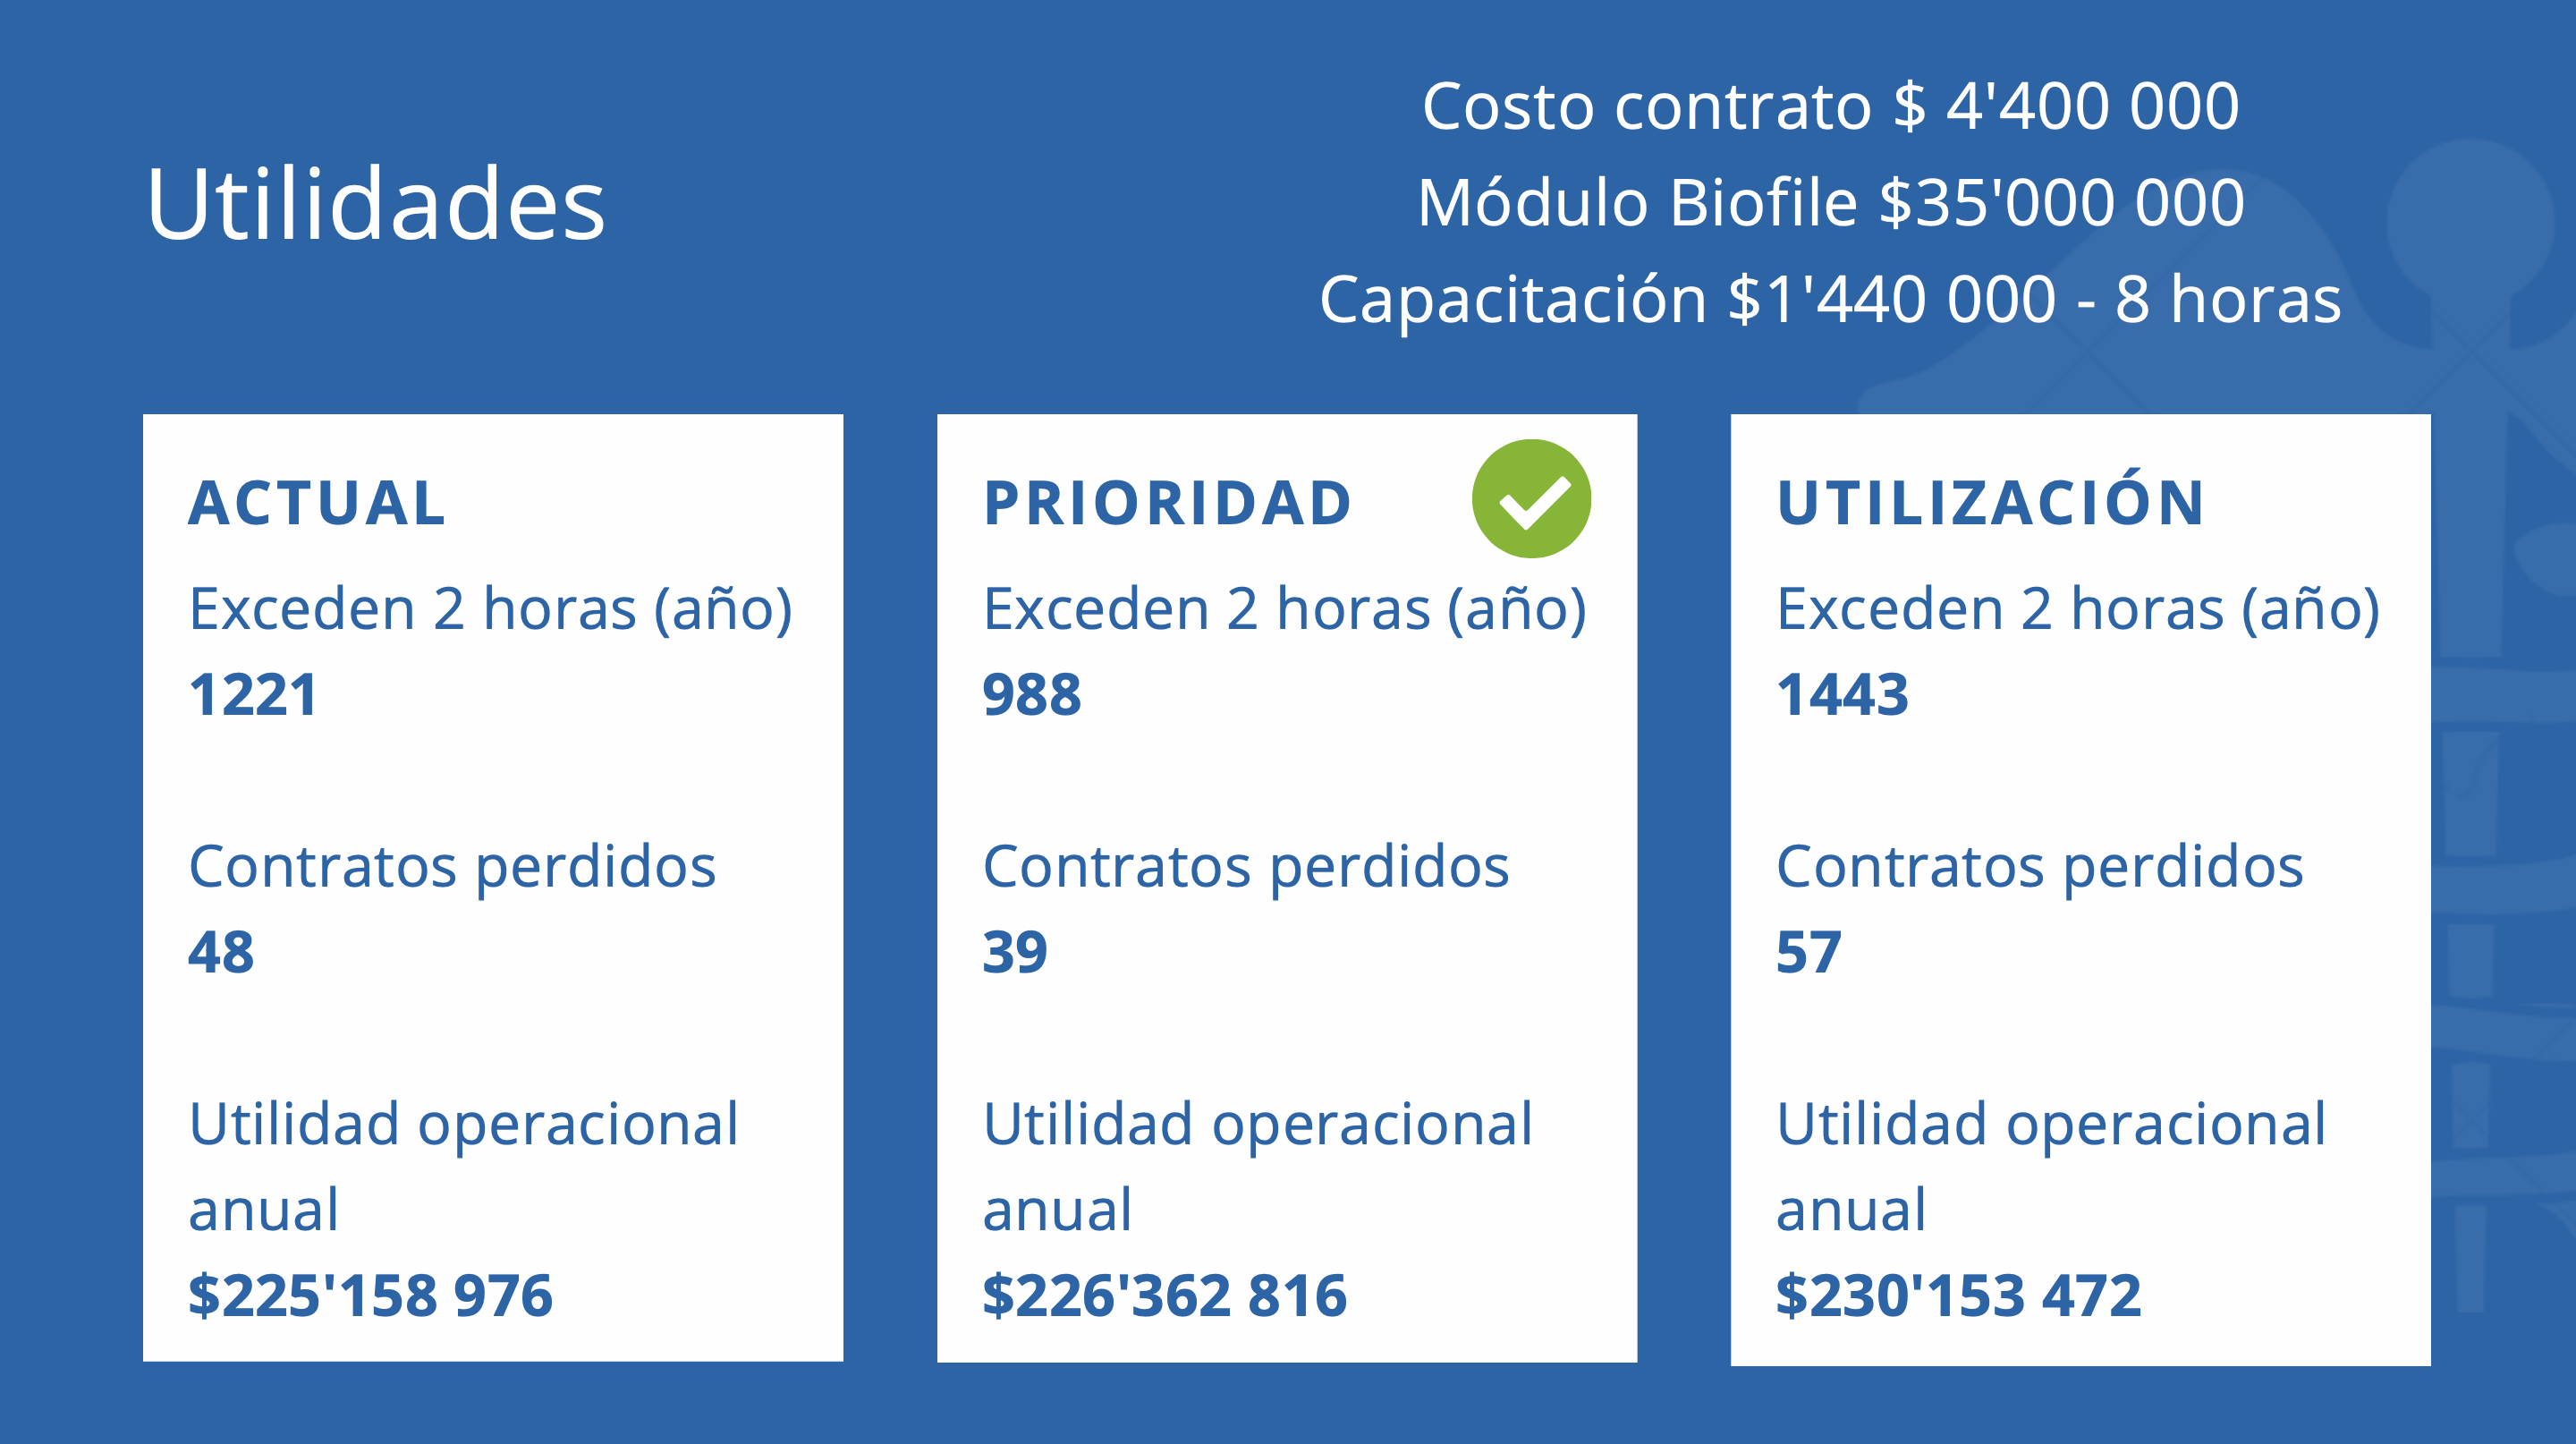 Utilidades
Costo contrato $ 4'400 000
Módulo Biofile $35'000 000
Capacitación $1'440 000 - 8 horas
ACTUAL
Exceden 2 horas (año)
1221
Contratos perdidos
48
Utilidad operacional
anual
$225'158 976
PRIORIDAD
Exceden 2 horas (año)
988
Contratos perdidos
39
Utilidad operacional
anual
$226'362 816
UTILIZACIÓN
Exceden 2 horas (año)
1443
Contratos perdidos
57
Utilidad operacional
anual
$230'153 472